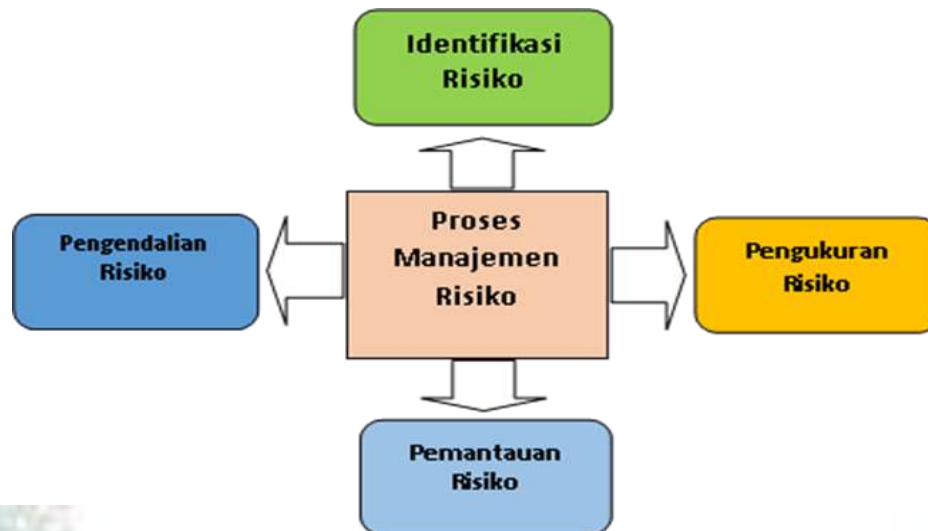 Identifikasi
Risiko
Proses
Manajemen
Risiko
Pengendalian
Risiko
Pengukuran
Risiko
Pemantauan
Risiko